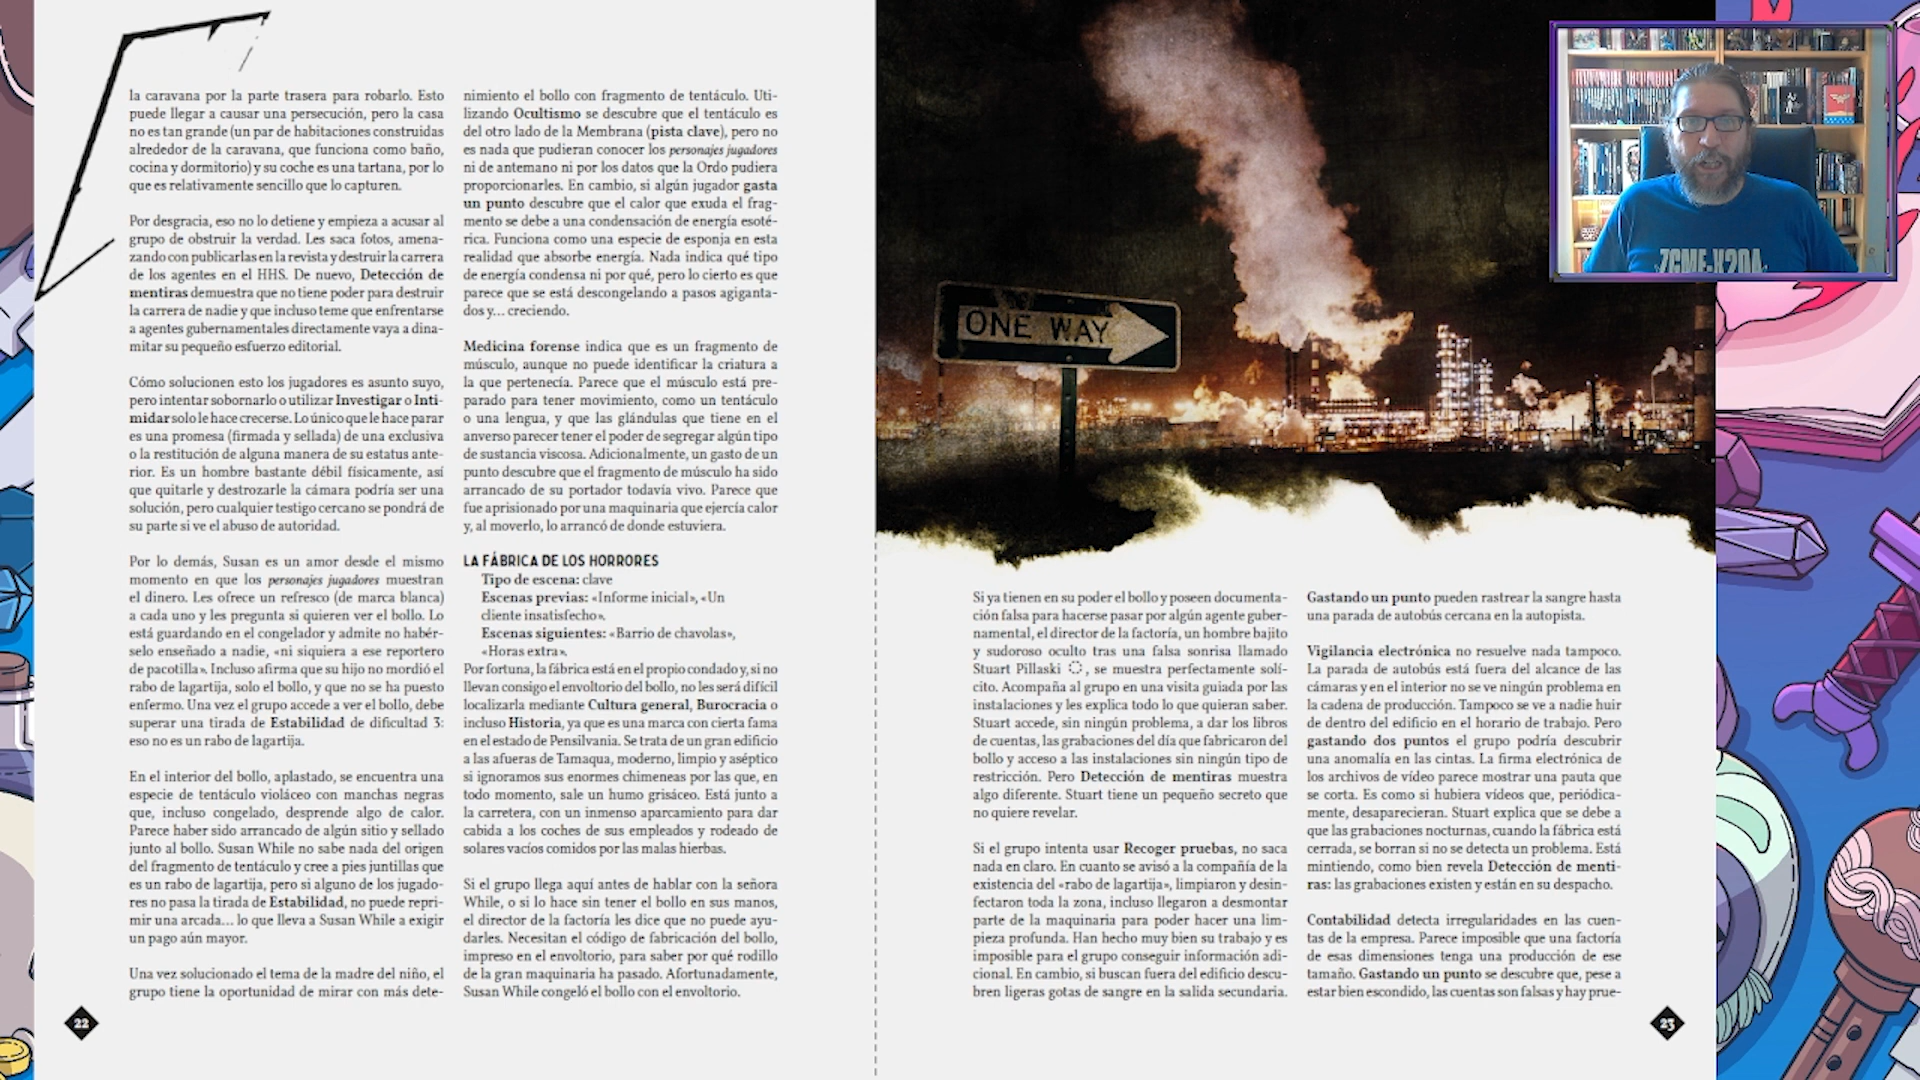 la caravana por la parte trasera para robarlo. Esto
puede llegar a causar una persecución, pero la casa
no es tan grande (un par de habitaciones construidas
alrededor de la caravana, que funciona como baño,
cocina y dormitorio) y su coche es una tartana, por lo
que es relativamente sencillo que lo capturen.
Por desgracia, eso no lo detiene y empieza a acusar al
grupo de obstruir la verdad. Les saca fotos, amena-
zando con publicarlas en la revista y destruir la carrera
de los agentes en el HHS. De nuevo, Detección de
mentiras demuestra que no tiene poder para destruir
la carrera de nadie y que incluso teme que enfrentarse
a agentes gubernamentales directamente vaya a dina-
mitar su pequeño esfuerzo editorial.
Cómo solucionen esto los jugadores es asunto suyo,
pero intentar sobornarlo o utilizar Investigar o Inti-
midar solo le hace crecerse. Lo único que le hace parar
es una promesa (firmada y sellada) de una exclusiva
o la restitución de alguna manera de su estatus ante-
rior. Es un hombre bastante débil físicamente, así
que quitarle y destrozarle la cámara podría ser una
solución, pero cualquier testigo cercano se pondrá de
su parte si ve el abuso de autoridad.
Por lo demás, Susan es un amor desde el mismo
momento en que los personajes jugadores muestran
el dinero. Les ofrece un refresco (de marca blanca)
a cada uno y les pregunta si quieren ver el bollo. Lo
está guardando en el congelador y admite no habér-
selo enseñado a nadie, «ni siquiera a ese reportero
de pacotilla». Incluso afirma que su hijo no mordió el
rabo de lagartija, solo el bollo, y que no se ha puesto
enfermo. Una vez el grupo accede a ver el bollo, debe
superar una tirada de Estabilidad de dificultad 3:
eso no es un rabo de lagartija.
En el interior del bollo, aplastado, se encuentra una
especie de tentáculo violáceo con manchas negras
que, incluso congelado, desprende algo de calor.
Parece haber sido arrancado de algún sitio y sellado
junto al bollo. Susan While no sabe nada del origen
del fragmento de tentáculo y cree a pies juntillas que
es un rabo de lagartija, pero si alguno de los jugado-
res no pasa la tirada de Estabilidad, no puede repri-
mir una arcada... lo que lleva a Susan While a exigir
un pago aún mayor.
Una vez solucionado el tema de la madre del niño, el
grupo tiene la oportunidad de mirar con más dete-
22
nimiento el bollo con fragmento de tentáculo. Uti-
lizando Ocultismo se descubre que el tentáculo es
del otro lado de la Membrana (pista clave), pero no
es nada que pudieran conocer los personajes jugadores
ni de antemano ni por los datos que la Ordo pudiera
proporcionarles. En cambio, si algún jugador gasta
un punto descubre que el calor que exuda el frag-
mento se debe a una condensación de energía esoté-
rica. Funciona como una especie de esponja en esta
realidad que absorbe energía. Nada indica qué tipo
de energía condensa ni por qué, pero lo cierto es que
parece que se está descongelando a pasos agiganta-
dos y... creciendo.
Medicina forense indica que es un fragmento de
músculo, aunque no puede identificar la criatura a
la que pertenecía. Parece que el músculo está pre-
parado para tener movimiento, como un tentáculo
o una lengua, y que las glándulas que tiene en el
anverso parecer tener el poder de segregar algún tipo
de sustancia viscosa. Adicionalmente, un gasto de un
punto descubre que el fragmento de músculo ha sido
arrancado de su portador todavía vivo. Parece que
fue aprisionado por una maquinaria que ejercía calor
y, al moverlo, lo arrancó de donde estuviera.
LA FÁBRICA DE LOS HORRORES
Tipo de escena: clave
Escenas previas: «Informe inicial», «Un
cliente insatisfecho».
Escenas siguientes: «Barrio de chavolas»,
«Horas extra».
Por fortuna, la fábrica está en el propio condado y, si no
llevan consigo el envoltorio del bollo, no les será difícil
localizarla mediante Cultura general, Burocracia o
incluso Historia, ya que es una marca con cierta fama
en el estado de Pensilvania. Se trata de un gran edificio
a las afueras de Tamaqua, moderno, limpio y aséptico
si ignoramos sus enormes chimeneas por las que, en
todo momento, sale un humo grisáceo. Está junto a
la carretera, con un inmenso aparcamiento para dar
cabida a los coches de sus empleados y rodeado de
solares vacíos comidos por las malas hierbas.
Si el grupo llega aquí antes de hablar con la señora
While, o si lo hace sin tener el bollo en sus manos,
el director de la factoría les dice que no puede ayu-
darles. Necesitan el código de fabricación del bollo,
impreso en el envoltorio, para saber por qué rodillo
de la gran maquinaria ha pasado. Afortunadamente,
Susan While congeló el bollo con el envoltorio.
ONE WAY
Si ya tienen en su poder el bollo y poseen documenta-
ción falsa para hacerse pasar por algún agente guber-
namental, el director de la factoría, un hombre bajito
y sudoroso oculto tras una falsa sonrisa llamado
Stuart Pillaski , se muestra perfectamente solí-
cito. Acompaña al grupo en una visita guiada por las
instalaciones y les explica todo lo que quieran saber.
Stuart accede, sin ningún problema, a dar los libros
de cuentas, las grabaciones del día que fabricaron del
bollo y acceso a las instalaciones sin ningún tipo de
restricción. Pero Detección de mentiras muestra
algo diferente. Stuart tiene un pequeño secreto que
no quiere revelar.
Si el grupo intenta usar Recoger pruebas, no saca
nada en claro. En cuanto se avisó a la compañía de la
existencia del «rabo de lagartija», limpiaron y desin-
fectaron toda la zona, incluso llegaron a desmontar
parte de la maquinaria para poder hacer una lim-
pieza profunda. Han hecho muy bien su trabajo y es
imposible para el grupo conseguir información adi-
cional. En cambio, si buscan fuera del edificio descu-
bren ligeras gotas de sangre en la salida secundaria.
Gastando un punto pueden rastrear la sangre hasta
una parada de autobús cercana en la autopista.
Vigilancia electrónica no resuelve nada tampoco.
La parada de autobús está fuera del alcance de las
cámaras y en el interior no se ve ningún problema en
la cadena de producción. Tampoco se ve a nadie huir
de dentro del edificio en el horario de trabajo. Pero
gastando dos puntos el grupo podría descubrir
una anomalía en las cintas. La firma electrónica de
los archivos de vídeo parece mostrar una pauta que
se corta. Es como si hubiera vídeos que, periódica-
mente, desaparecieran. Stuart explica que se debe a
que las grabaciones nocturnas, cuando la fábrica está
cerrada, se borran si no se detecta un problema. Está
mintiendo, como bien revela Detección de menti-
ras: las grabaciones existen y están en su despacho.
Contabilidad detecta irregularidades en las cuen-
tas de la empresa. Parece imposible que una factoría
de esas dimensiones tenga una producción de ese
tamaño. Gastando un punto se descubre que, pese a
estar bien escondido, las cuentas son falsas y hay prue-
23